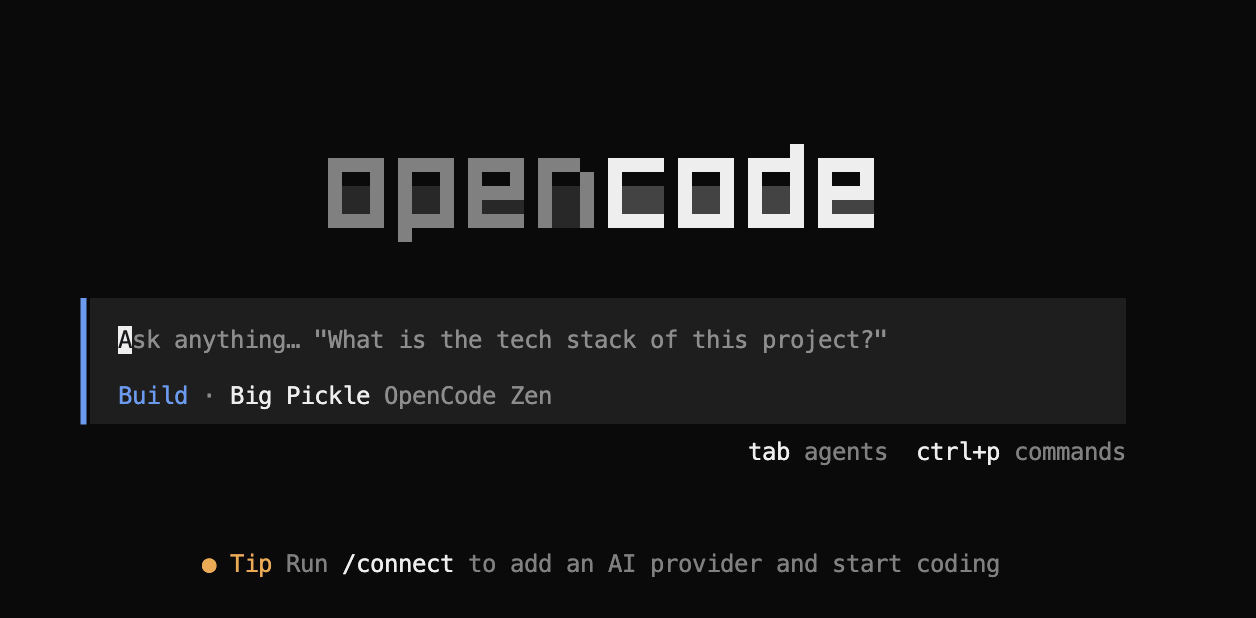 opencode
Ask anything… "What is the tech stack of this project?"
Build · Big Pickle OpenCode Zen
tab agents ctrl+p commands
● Tip Run /connect to add an AI provider and start coding